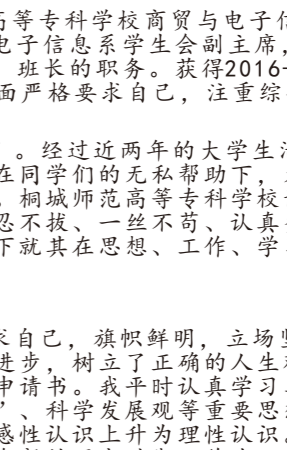 高等专科学校商贸与电子信
电子信息系学生会副主席，
班长的职务。获得2016-
面严格要求自己，注重综
。经过近两年的大学生活
在同学们的无私帮助下，
。桐城师范高等专科学校
忍不拔、一丝不苟、认真
下就其在思想、工作、学
求自己，旗帜鲜明，立场坚
进步，树立了正确的人生
申请书。我平时认真学习
”、科学发展观等重要思
感性认识上升为理性认识。